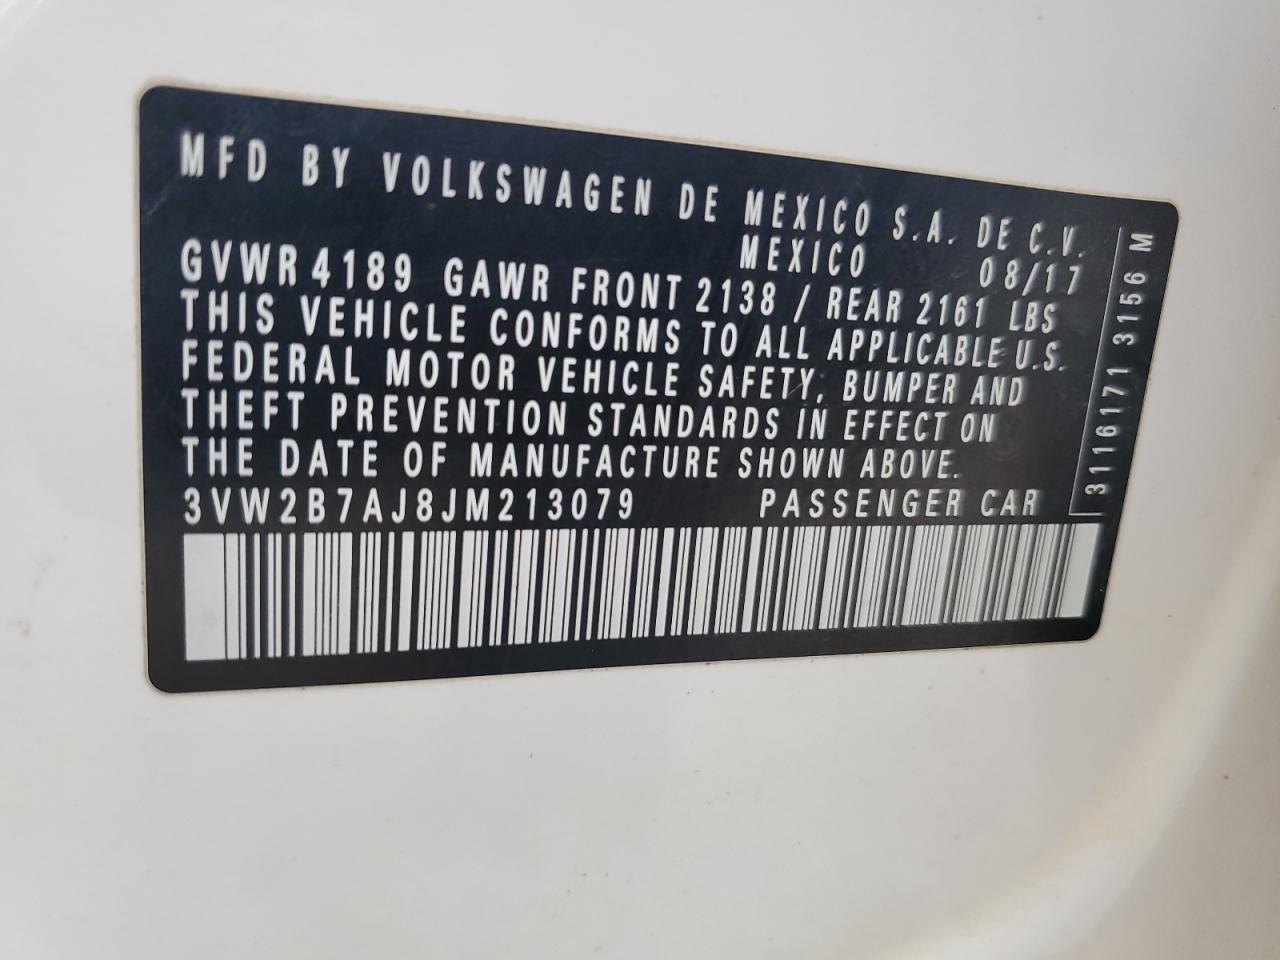 MFD BY VOLKSWAGEN DE MEXICO S.A. DE C.V.
MEXICO 08/17
GVWR 4189 GAWR FRONT 2138 / REAR 2161 LBS
THIS VEHICLE CONFORMS TO ALL APPLICABLE U.S.
FEDERAL MOTOR VEHICLE SAFETY, BUMPER AND
THEFT PREVENTION STANDARDS IN EFFECT ON
THE DATE OF MANUFACTURE SHOWN ABOVE.
3VW2B7AJ8JM213079 PASSENGER CAR
3116171 3156 M